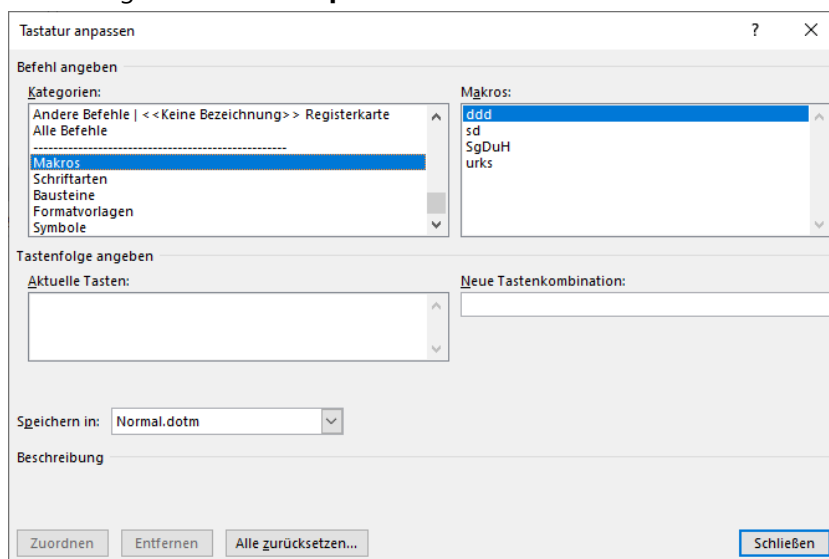 Tastatur anpassen ?
Befehl angeben
Kategorien: Makros:
Andere Befehle | <<Keine Bezeichnung>> Registerkarte
Alle Befehle
--------------------------------------------------
Makros
Schriftarten
Bausteine
Formatvorlagen
Symbole
ddd
sd
SgDuH
urks
Tastenfolge angeben
Aktuelle Tasten: Neue Tastenkombination:
Speichern in: Normal.dotm
Beschreibung
Zuordnen Entfernen Alle zurücksetzen... Schließen